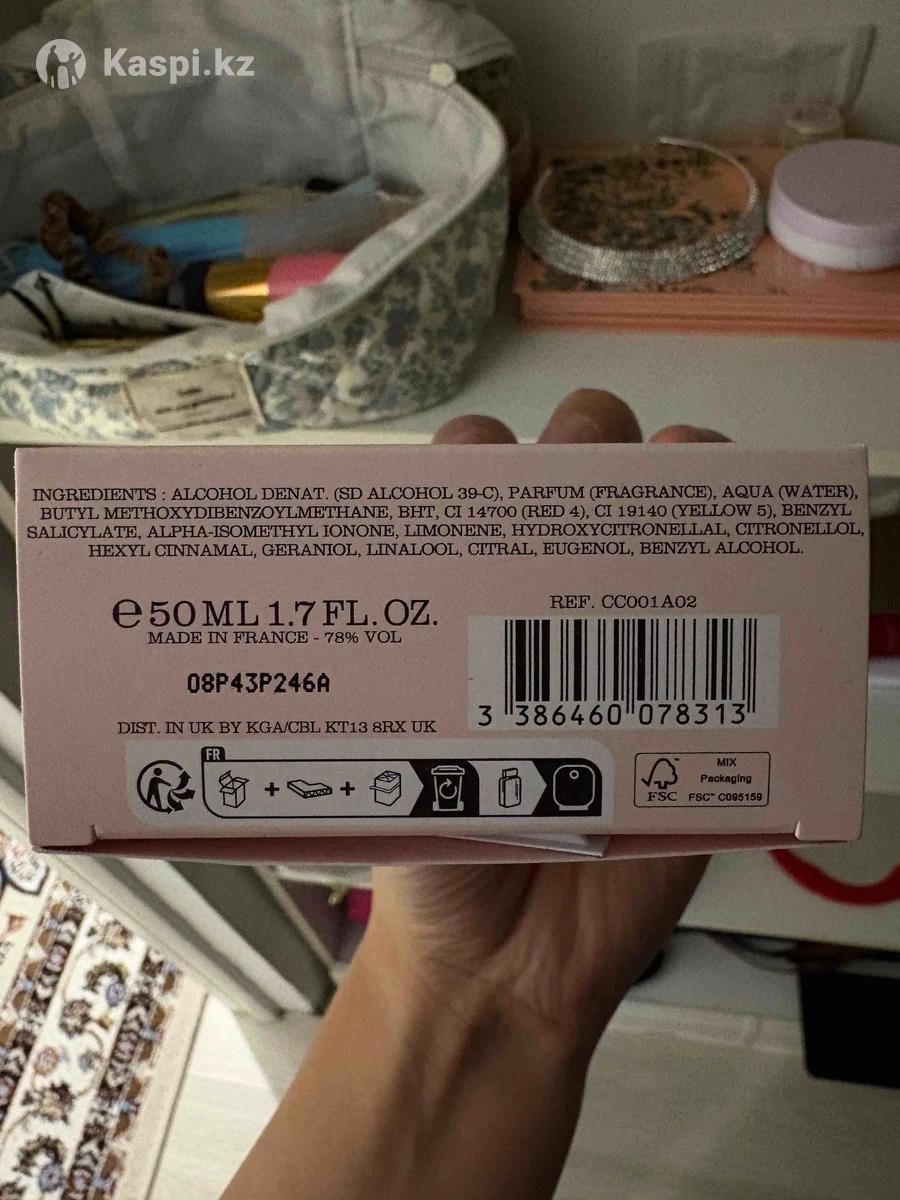 Kaspi.kz
INGREDIENTS : ALCOHOL DENAT. (SD ALCOHOL 39-C), PARFUM (FRAGRANCE), AQUA (WATER),
BUTYL METHOXYDIBENZOYLMETHANE, BHT, CI 14700 (RED 4), CI 19140 (YELLOW 5), BENZYL
SALICYLATE, ALPHA-ISOMETHYL IONONE, LIMONENE, HYDROXYCITRONELLAL, CITRONELLOL,
HEXYL CINNAMAL, GERANIOL, LINALOOL, CITRAL, EUGENOL, BENZYL ALCOHOL.
℮50 ML 1.7 FL. OZ.
MADE IN FRANCE - 78% VOL
08P43P246A
DIST. IN UK BY KGA/CBL KT13 8RX UK
REF. CC001A02
3 386460 078313
FR
+ +
FSC™
MIX
Packaging
FSC™ C095159